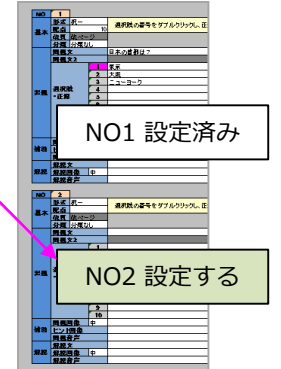 NO 1
基本 形式 択一 選択肢の番号をダブルクリックし、正
配点 10
改頁 改ページ
分類 分類なし
問題文 日本の首都は？
問題文2
1 東京
2 大阪
3 ニューヨーク
出題 選択肢 4
・正解 5
NO1 設定済み
補助
解説文
解説 解説画像 中
解説音声
NO 2
基本 形式 択一 選択肢の番号をダブルクリックし、正
配点
改頁 改ページ
分類 分類なし
問題文
問題文2
1
出題
NO2 設定する
9
10
問題画像 中
補助 ヒント画像
問題音声
解説文
解説 解説画像 中
解説音声